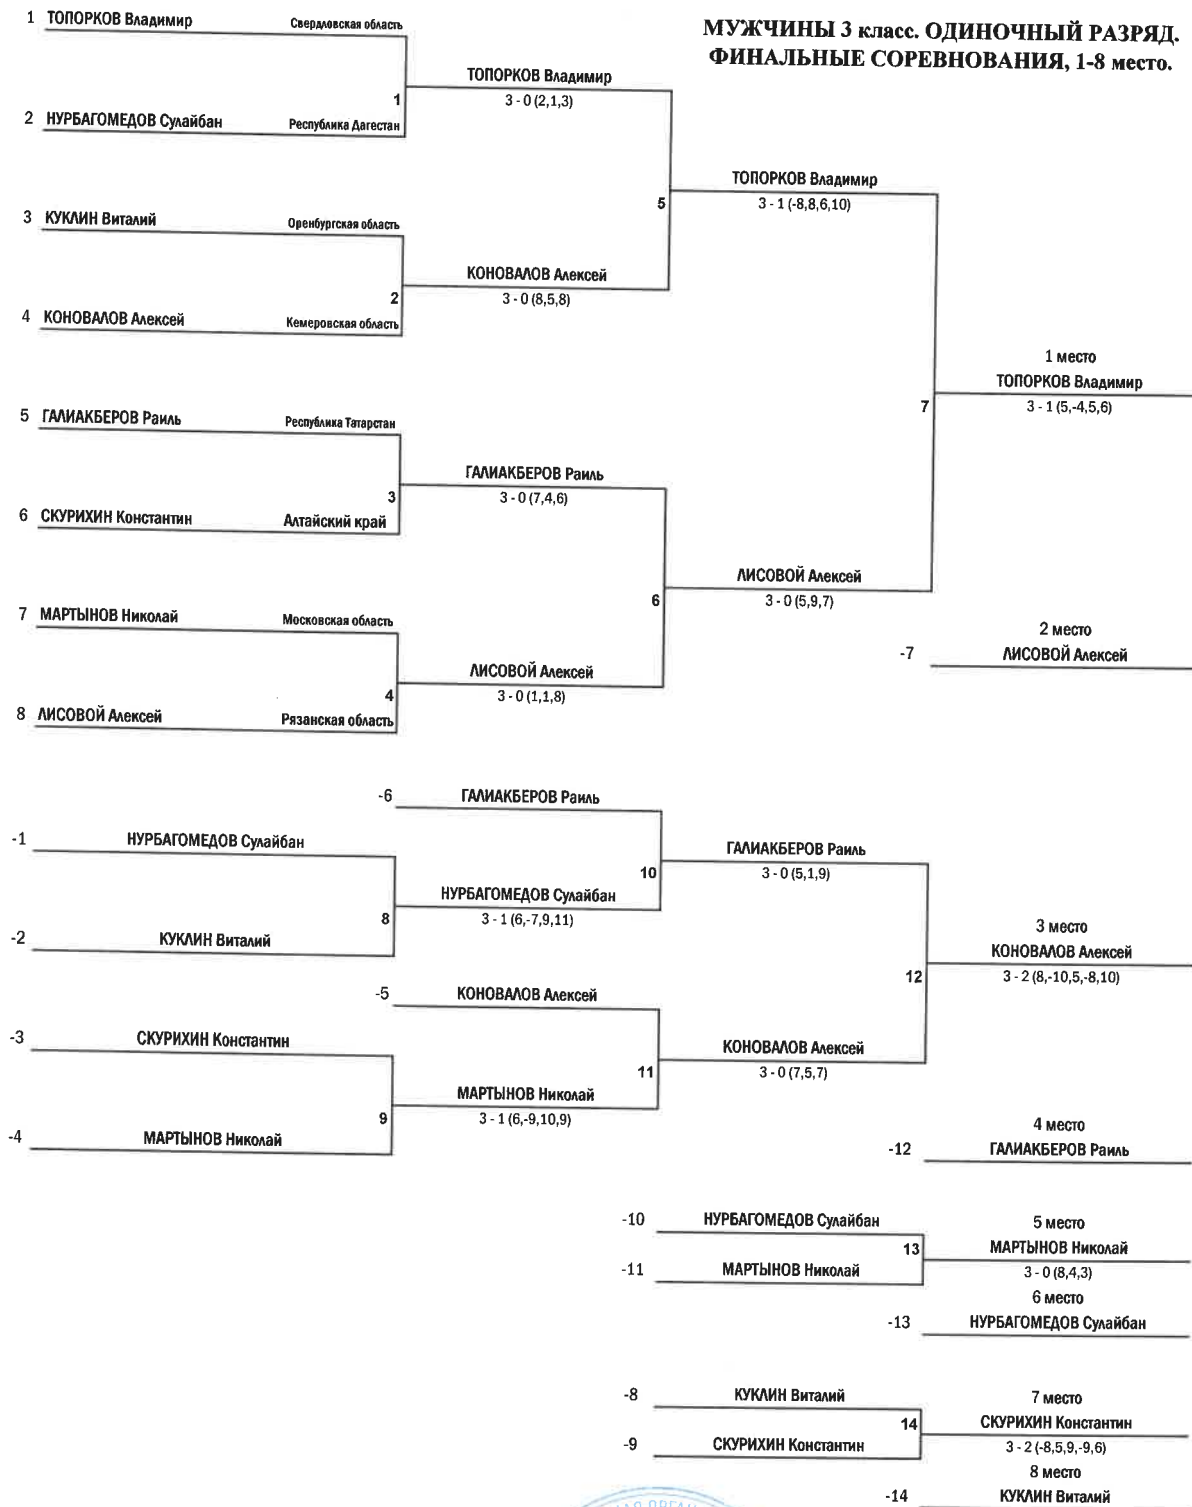 МУЖЧИНЫ 3 класс. ОДИНОЧНЫЙ РАЗРЯД.
ФИНАЛЬНЫЕ СОРЕВНОВАНИЯ, 1-8 место.
1 ТОПОРКОВ Владимир Свердловская область
ТОПОРКОВ Владимир
1 3 - 0 (2,1,3)
2 НУРБАГОМЕДОВ Сулайбан Республика Дагестан
ТОПОРКОВ Владимир
5 3 - 1 (-8,8,6,10)
3 КУКЛИН Виталий Оренбургская область
КОНОВАЛОВ Алексей
2 3 - 0 (8,5,8)
4 КОНОВАЛОВ Алексей Кемеровская область
1 место
ТОПОРКОВ Владимир
7 3 - 1 (5,-4,5,6)
5 ГАЛИАКБЕРОВ Раиль Республика Татарстан
ГАЛИАКБЕРОВ Раиль
3 3 - 0 (7,4,6)
6 СКУРИХИН Константин Алтайский край
ЛИСОВОЙ Алексей
6 3 - 0 (5,9,7)
7 МАРТЫНОВ Николай Московская область
2 место
-7 ЛИСОВОЙ Алексей
ЛИСОВОЙ Алексей
4 3 - 0 (1,1,8)
8 ЛИСОВОЙ Алексей Рязанская область
-6 ГАЛИАКБЕРОВ Раиль
-1 НУРБАГОМЕДОВ Сулайбан
ГАЛИАКБЕРОВ Раиль
10 3 - 0 (5,1,9)
НУРБАГОМЕДОВ Сулайбан
8 3 - 1 (6,-7,9,11)
-2 КУКЛИН Виталий
3 место
КОНОВАЛОВ Алексей
12 3 - 2 (8,-10,5,-8,10)
-5 КОНОВАЛОВ Алексей
-3 СКУРИХИН Константин
КОНОВАЛОВ Алексей
11 3 - 0 (7,5,7)
МАРТЫНОВ Николай
9 3 - 1 (6,-9,10,9)
-4 МАРТЫНОВ Николай
4 место
-12 ГАЛИАКБЕРОВ Раиль
-10 НУРБАГОМЕДОВ Сулайбан
5 место
13 МАРТЫНОВ Николай
-11 МАРТЫНОВ Николай
3 - 0 (8,4,3)
6 место
-13 НУРБАГОМЕДОВ Сулайбан
-8 КУКЛИН Виталий
7 место
14 СКУРИХИН Константин
-9 СКУРИХИН Константин
3 - 2 (-8,5,9,-9,6)
8 место
-14 КУКЛИН Виталий